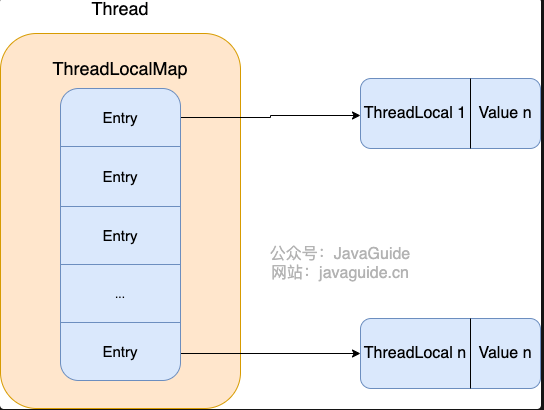 Thread
ThreadLocalMap
Entry
ThreadLocal 1 Value n
Entry
Entry
公众号：JavaGuide
网站：javaguide.cn
...
Entry
ThreadLocal n Value n